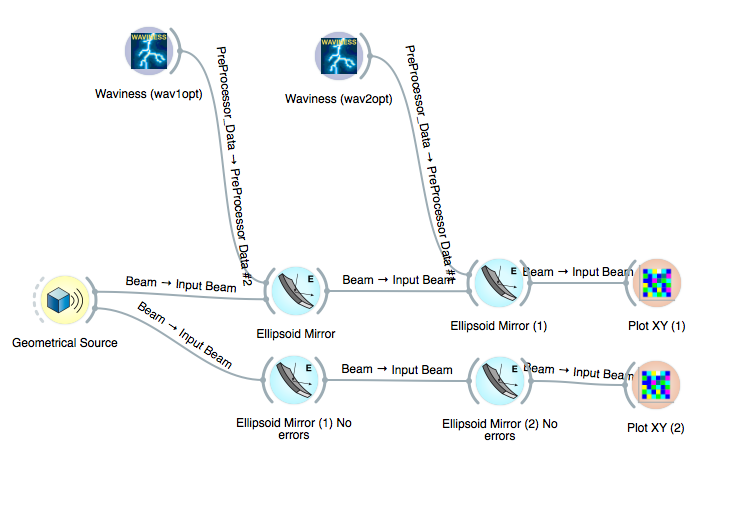 WAVINESS
WAVINESS
Waviness (wav1opt)
Waviness (wav2opt)
PreProcessor_Data → PreProcessor Data #2
PreProcessor_Data → PreProcessor Data #
E
E
Beam → Input Beam
Beam → Input Beam
Beam → Input Beam
Geometrical Source
Ellipsoid Mirror
Ellipsoid Mirror (1)
Plot XY (1)
Beam → Input Beam
E
E
Beam → Input Beam
Beam → Input Beam
Ellipsoid Mirror (1) No
errors
Ellipsoid Mirror (2) No
errors
Plot XY (2)